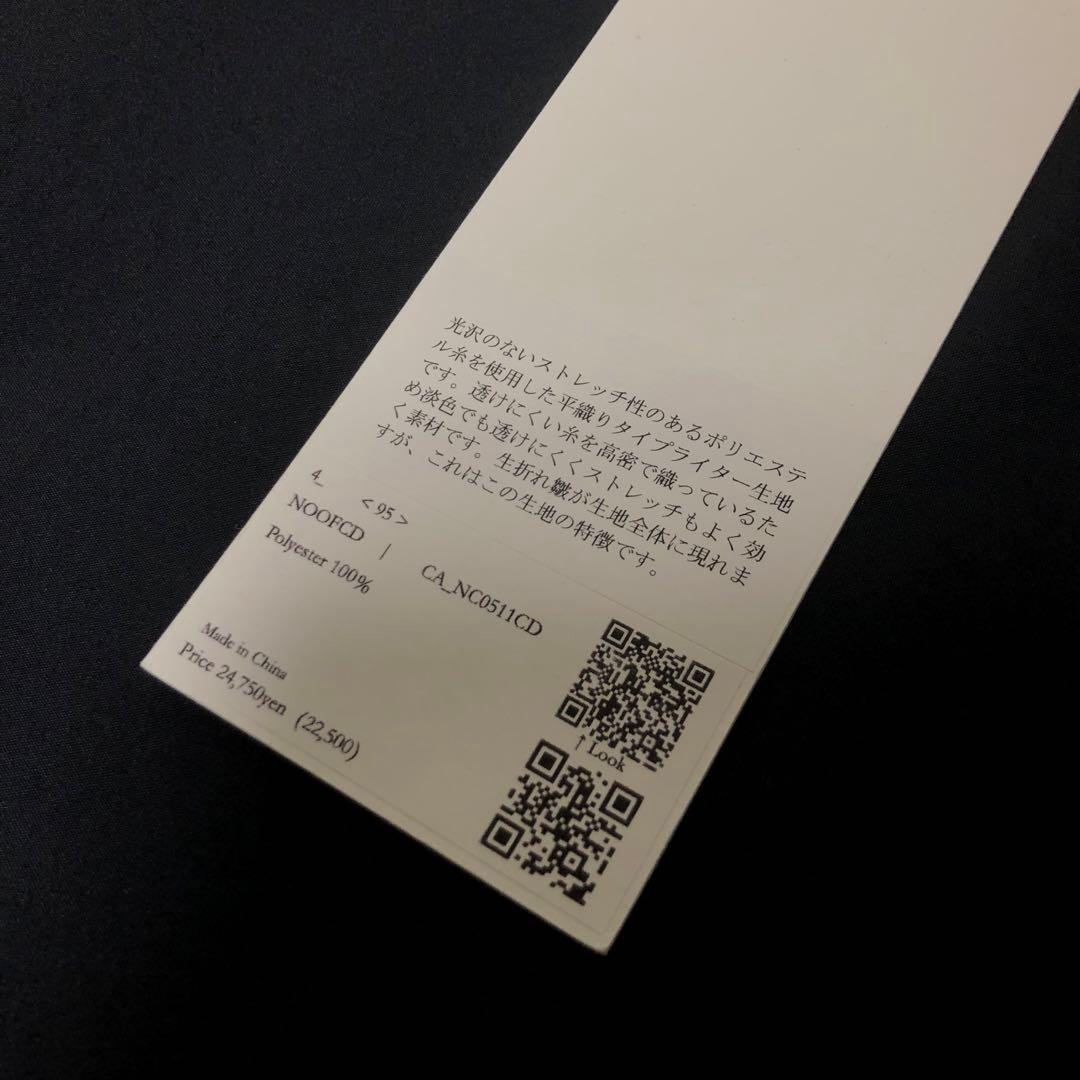 光沢のないストレッチ性のあるポリエステ
ル糸を使用した平織りタイプライター生地
です。透けにくい糸を高密で織っているた
め淡色でも透けにくくストレッチもよく効
く素材です。生折れ皺が生地全体に現れま
すが、これはこの生地の特徴です。
4_ <95>
NOOFCD | CA_NC0511CD
Polyester 100%
Made in China
Price 24,750yen (22,500)
↑Look